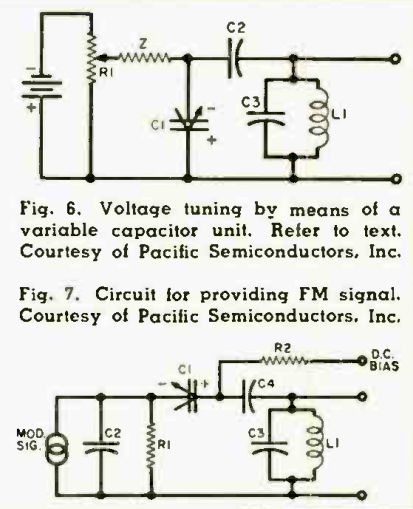 C2
Z
R1
C3
L1
C1
-
+
-
+
Fig. 6. Voltage tuning by means of a
variable capacitor unit. Refer to text.
Courtesy of Pacific Semiconductors, Inc.
Fig. 7. Circuit for providing FM signal.
Courtesy of Pacific Semiconductors, Inc.
R2
D.C.
BIAS
C1
- +
C4
MOD.
SIG.
C2
R1
C3
L1